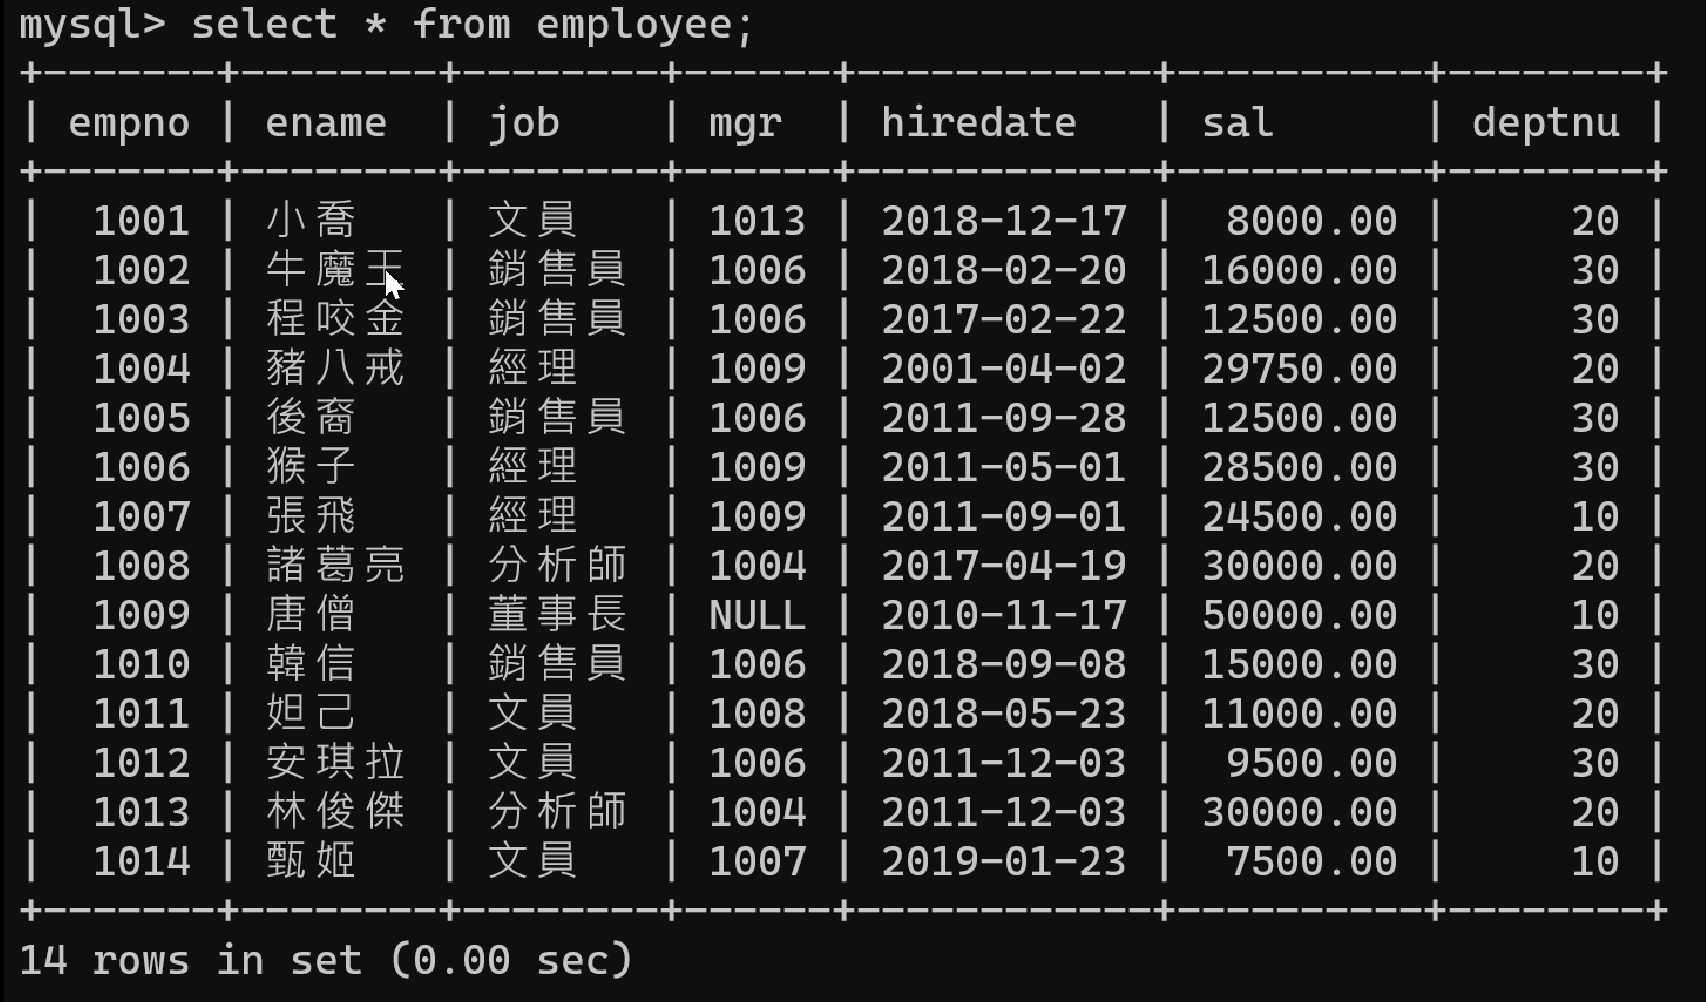 mysql> select * from employee;
+-------+--------+--------+------+------------+----------+--------+
| empno | ename  | job    | mgr  | hiredate   | sal      | deptnu |
+-------+--------+--------+------+------------+----------+--------+
|  1001 | 小喬   | 文員   | 1013 | 2018-12-17 |  8000.00 |     20 |
|  1002 | 牛魔王 | 銷售員 | 1006 | 2018-02-20 | 16000.00 |     30 |
|  1003 | 程咬金 | 銷售員 | 1006 | 2017-02-22 | 12500.00 |     30 |
|  1004 | 豬八戒 | 經理   | 1009 | 2001-04-02 | 29750.00 |     20 |
|  1005 | 後裔   | 銷售員 | 1006 | 2011-09-28 | 12500.00 |     30 |
|  1006 | 猴子   | 經理   | 1009 | 2011-05-01 | 28500.00 |     30 |
|  1007 | 張飛   | 經理   | 1009 | 2011-09-01 | 24500.00 |     10 |
|  1008 | 諸葛亮 | 分析師 | 1004 | 2017-04-19 | 30000.00 |     20 |
|  1009 | 唐僧   | 董事長 | NULL | 2010-11-17 | 50000.00 |     10 |
|  1010 | 韓信   | 銷售員 | 1006 | 2018-09-08 | 15000.00 |     30 |
|  1011 | 妲己   | 文員   | 1008 | 2018-05-23 | 11000.00 |     20 |
|  1012 | 安琪拉 | 文員   | 1006 | 2011-12-03 |  9500.00 |     30 |
|  1013 | 林俊傑 | 分析師 | 1004 | 2011-12-03 | 30000.00 |     20 |
|  1014 | 甄姬   | 文員   | 1007 | 2019-01-23 |  7500.00 |     10 |
+-------+--------+--------+------+------------+----------+--------+
14 rows in set (0.00 sec)